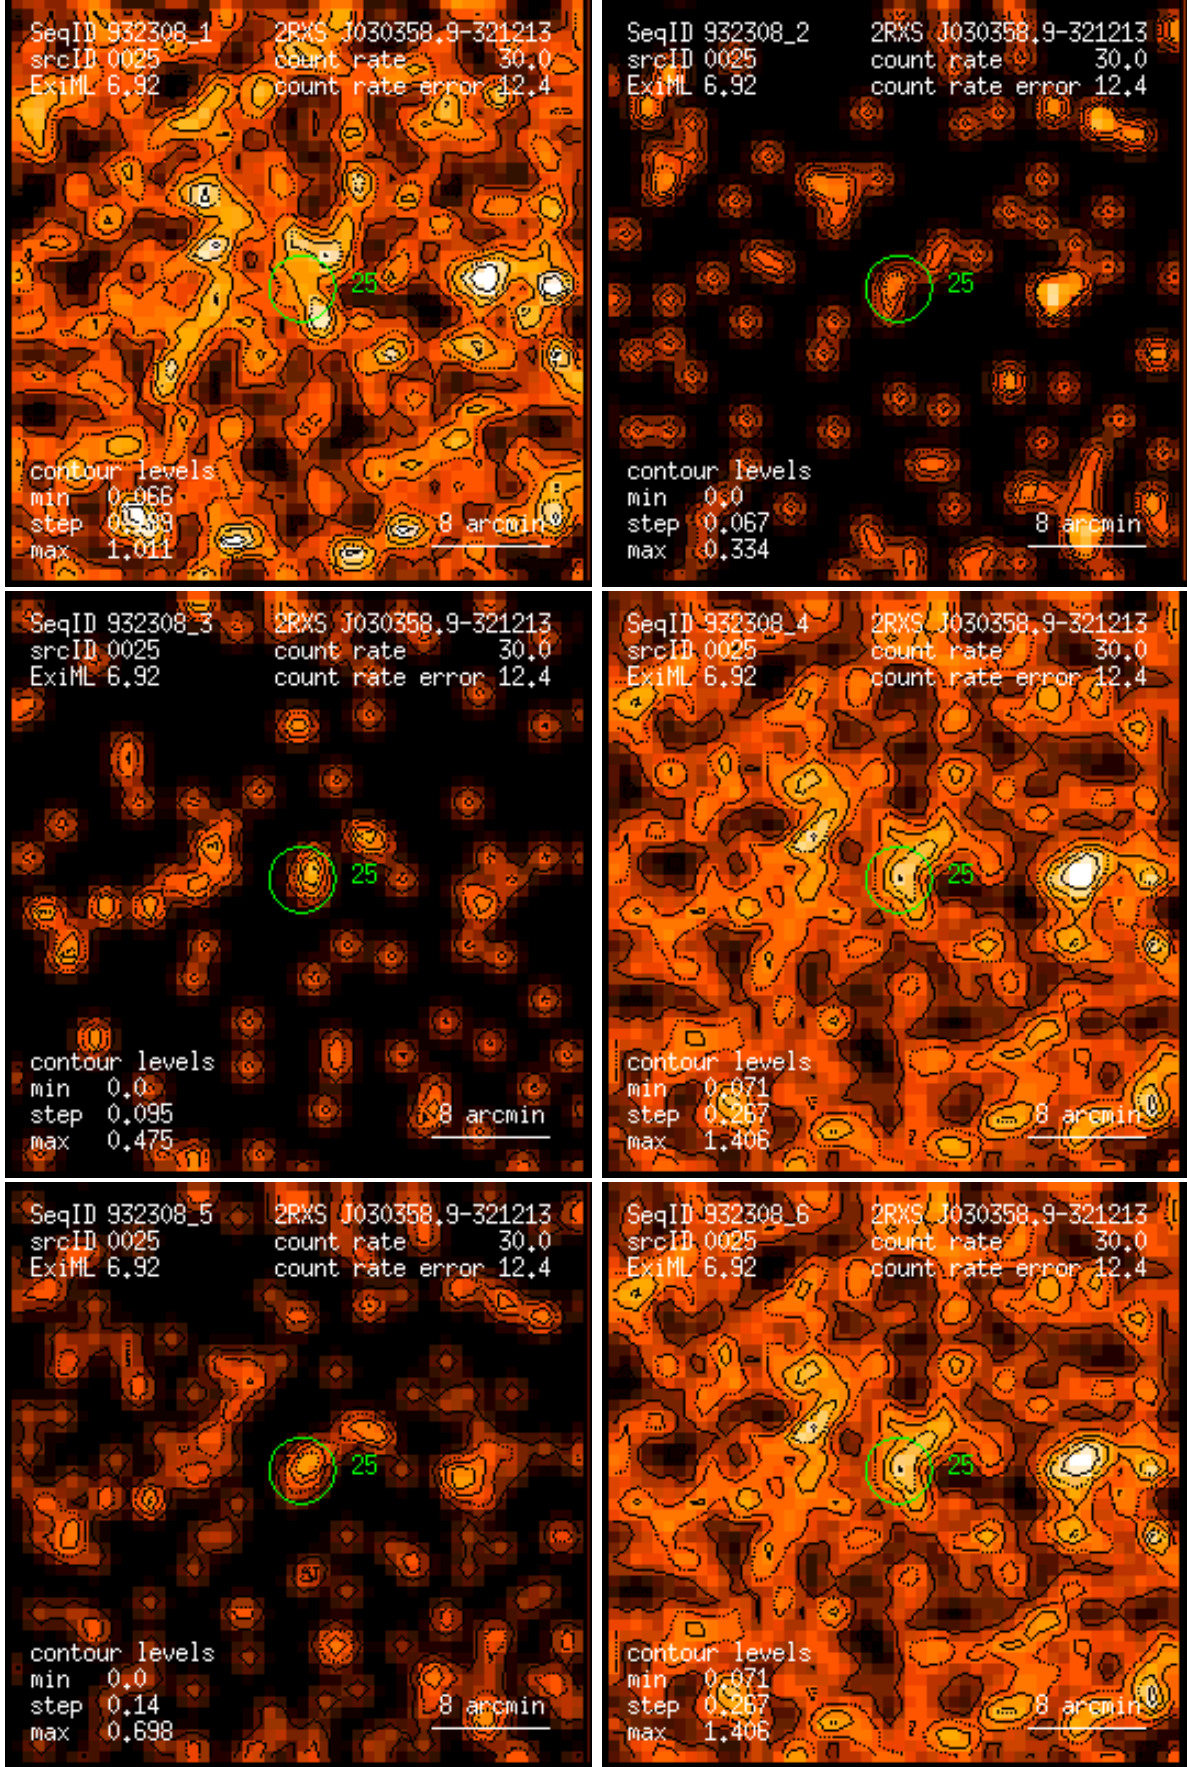 SeqID 932308_1 2RXS J030358.9-321213
srcID 0025 count rate 30.0
ExiML 6.92 count rate error 12.4
25
contour levels
min 0.066
step
max 1.011
8 arcmin
SeqID 932308_2 2RXS J030358.9-321213
srcID 0025 count rate 30.0
ExiML 6.92 count rate error 12.4
25
contour levels
min 0.0
step 0.067
max 0.334
8 arcmin
SeqID 932308_3 2RXS J030358.9-321213
srcID 0025 count rate 30.0
ExiML 6.92 count rate error 12.4
25
contour levels
min 0.0
step 0.095
max 0.475
8 arcmin
SeqID 932308_4 2RXS J030358.9-321213
srcID 0025 count rate 30.0
ExiML 6.92 count rate error 12.4
25
contour levels
min 0.071
step 0.267
max 1.406
8 arcmin
SeqID 932308_5 2RXS J030358.9-321213
srcID 0025 count rate 30.0
ExiML 6.92 count rate error 12.4
25
contour levels
min 0.0
step 0.14
max 0.698
8 arcmin
SeqID 932308_6 2RXS J030358.9-321213
srcID 0025 count rate 30.0
ExiML 6.92 count rate error 12.4
25
contour levels
min 0.071
step 0.267
max 1.406
8 arcmin